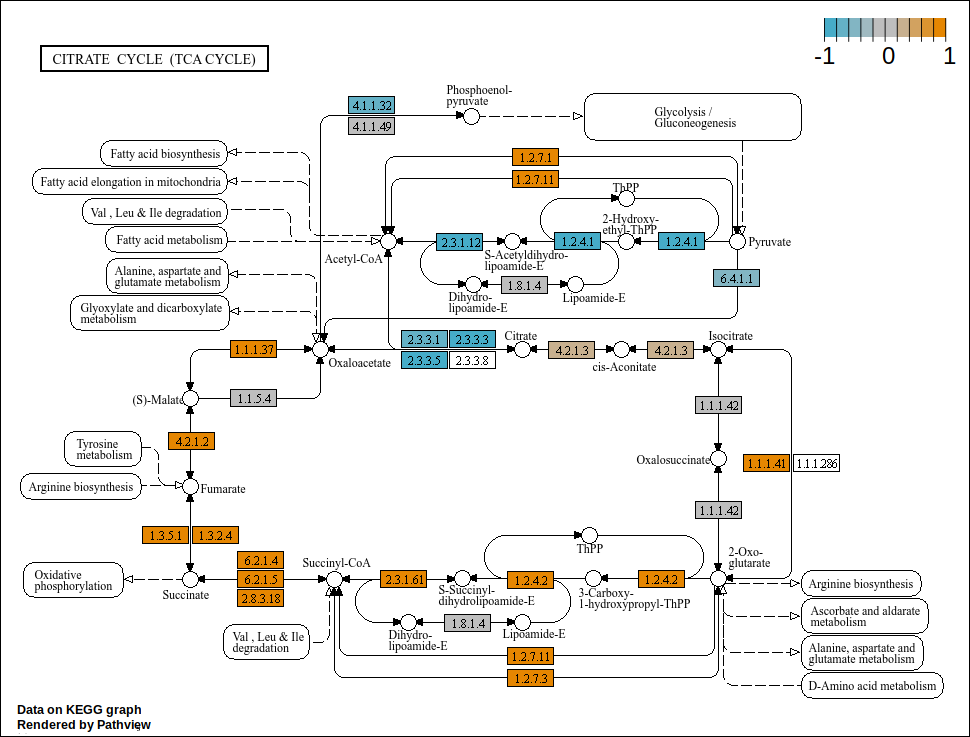 CITRATE CYCLE (TCA CYCLE)
-1 0 1
Phosphoenol-
pyruvate
4.1.1.32
4.1.1.49
Glycolysis /
Gluconeogenesis
Fatty acid biosynthesis
Fatty acid elongation in mitochondria
Val , Leu & Ile degradation
Fatty acid metabolism
Alanine, aspartate and
glutamate metabolism
Glyoxylate and dicarboxylate
metabolism
1.2.7.1
1.2.7.11
ThPP
2-Hydroxy-
ethyl-ThPP
Acetyl-CoA
2.3.1.12
S-Acetyldihydro-
lipoamide-E
1.2.4.1
1.2.4.1
Pyruvate
1.8.1.4
Dihydro-
lipoamide-E
Lipoamide-E
6.4.1.1
1.1.1.37
Oxaloacetate
2.3.3.1
2.3.3.3
2.3.3.5
2.3.3.8
Citrate
4.2.1.3
cis-Aconitate
4.2.1.3
Isocitrate
(S)-Malate
1.1.5.4
1.1.1.42
4.2.1.2
Tyrosine
metabolism
Oxalosuccinate
1.1.1.41
1.1.1.286
Arginine biosynthesis
Fumarate
1.1.1.42
1.3.5.1
1.3.2.4
ThPP
2-Oxo-
glutarate
6.2.1.4
6.2.1.5
2.8.3.18
Succinyl-CoA
Oxidative
phosphorylation
Succinate
2.3.1.61
S-Succinyl-
dihydrolipoamide-E
1.2.4.2
3-Carboxy-
1-hydroxypropyl-ThPP
1.2.4.2
Arginine biosynthesis
Ascorbate and aldarate
metabolism
1.8.1.4
Dihydro-
lipoamide-E
Lipoamide-E
Val , Leu & Ile
degradation
1.2.7.11
1.2.7.3
Alanine, aspartate and
glutamate metabolism
D-Amino acid metabolism
Data on KEGG graph
Rendered by Pathview